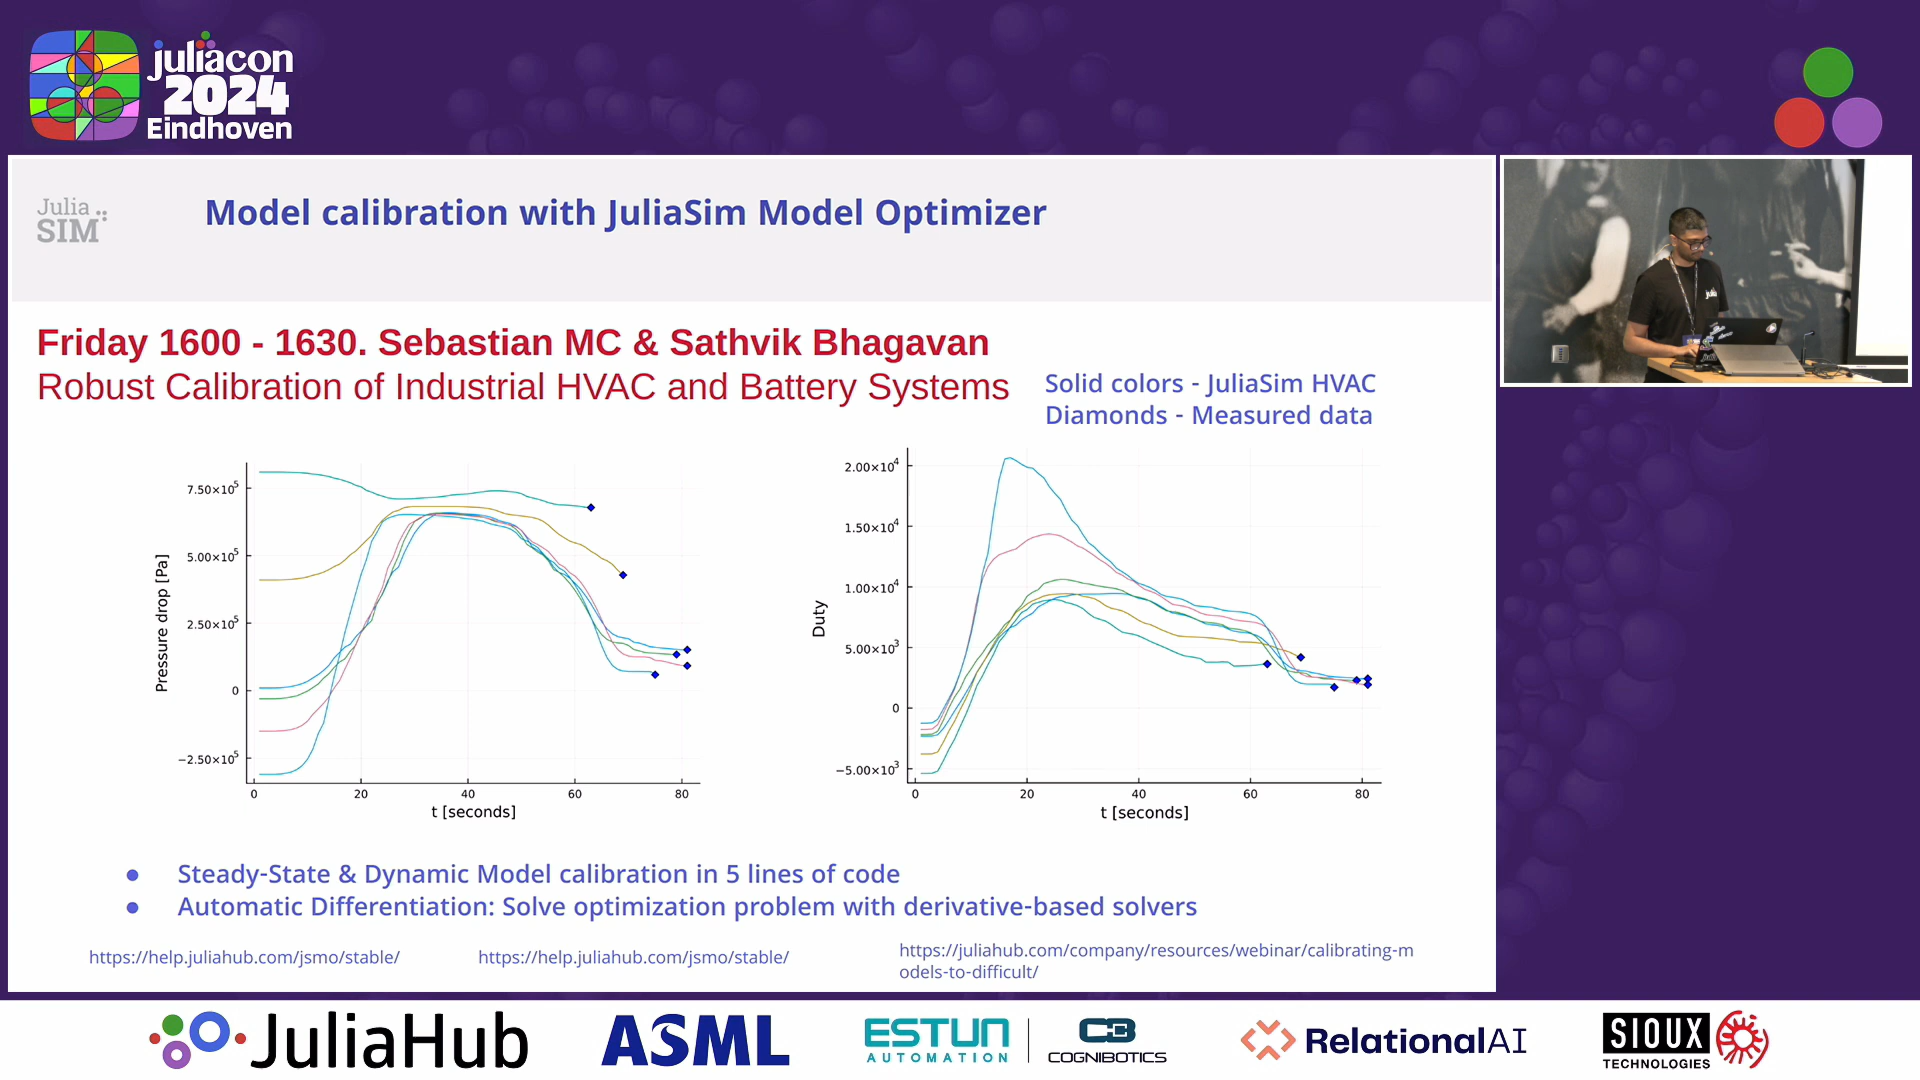 juliacon
2024
Eindhoven
Julia
SIM
Model calibration with JuliaSim Model Optimizer
Friday 1600 - 1630. Sebastian MC & Sathvik Bhagavan
Robust Calibration of Industrial HVAC and Battery Systems
Solid colors - JuliaSim HVAC
Diamonds - Measured data
Pressure drop [Pa]
7.50×10⁵
5.00×10⁵
2.50×10⁵
0
−2.50×10⁵
0 20 40 60 80
t [seconds]
Duty
2.00×10⁴
1.50×10⁴
1.00×10⁴
5.00×10³
0
−5.00×10³
0 20 40 60 80
t [seconds]
● Steady-State & Dynamic Model calibration in 5 lines of code
● Automatic Differentiation: Solve optimization problem with derivative-based solvers
https://help.juliahub.com/jsmo/stable/
https://help.juliahub.com/jsmo/stable/
https://juliahub.com/company/resources/webinar/calibrating-m
odels-to-difficult/
JuliaHub
ASML
ESTUN
AUTOMATION
COGNIBOTICS
RelationalAI
SIOUX
TECHNOLOGIES